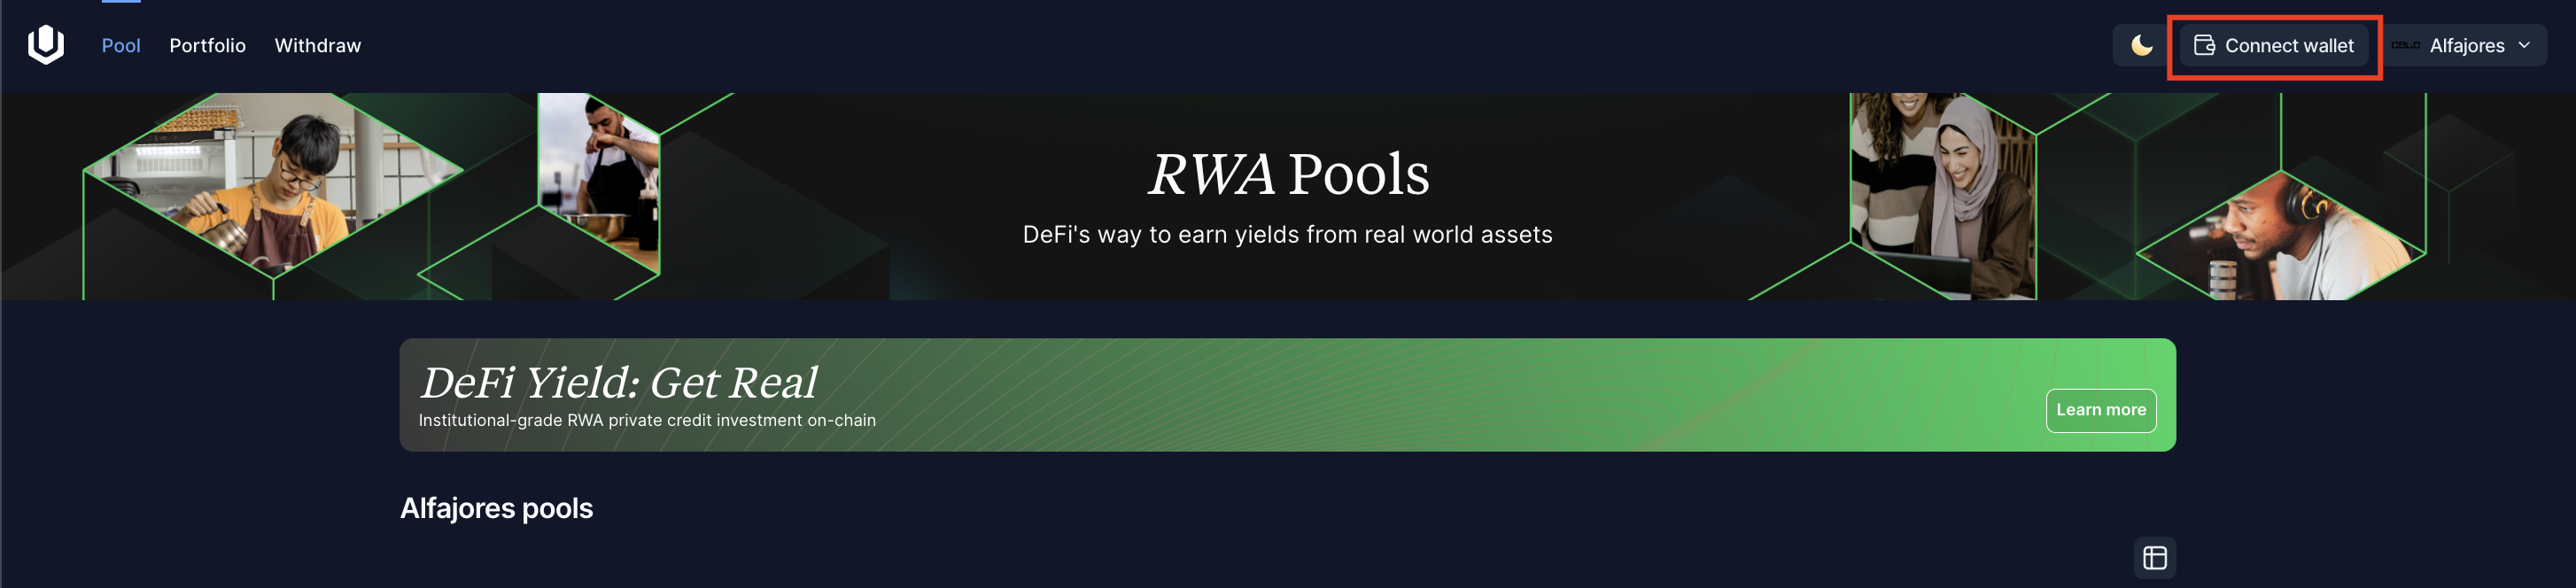 Pool Portfolio Withdraw Connect wallet CELO Alfajores
RWA Pools
DeFi's way to earn yields from real world assets
DeFi Yield: Get Real
Institutional-grade RWA private credit investment on-chain
Learn more
Alfajores pools